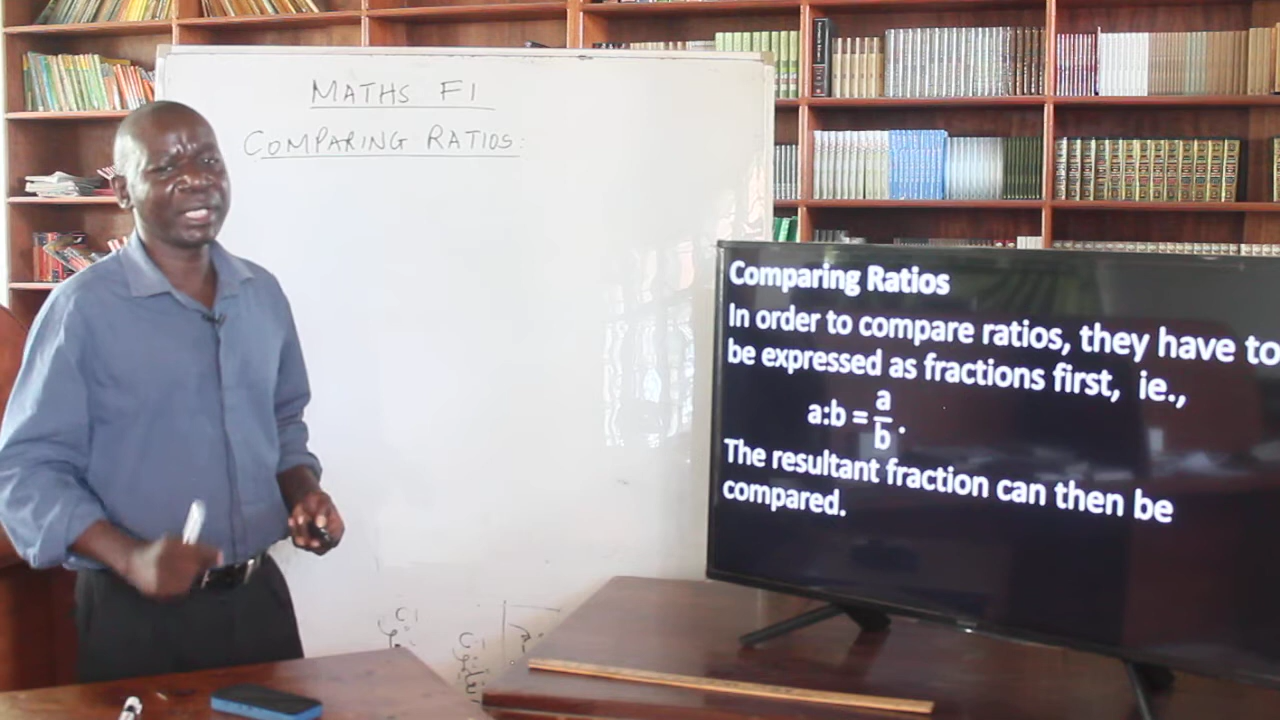 MATHS F1
COMPARING RATIOS:
Comparing Ratios
In order to compare ratios, they have to
be expressed as fractions first, ie.,
a:b = a/b.
The resultant fraction can then be
compared.